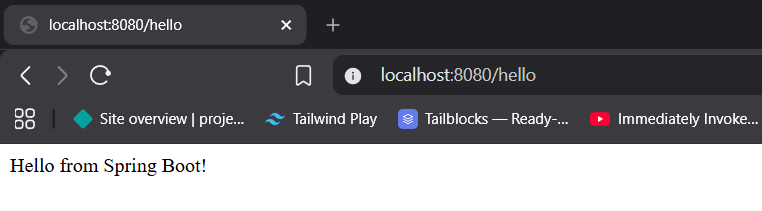 localhost:8080/hello
localhost:8080/hello
Site overview | proje... Tailwind Play Tailblocks — Ready-... Immediately Invoke...
Hello from Spring Boot!